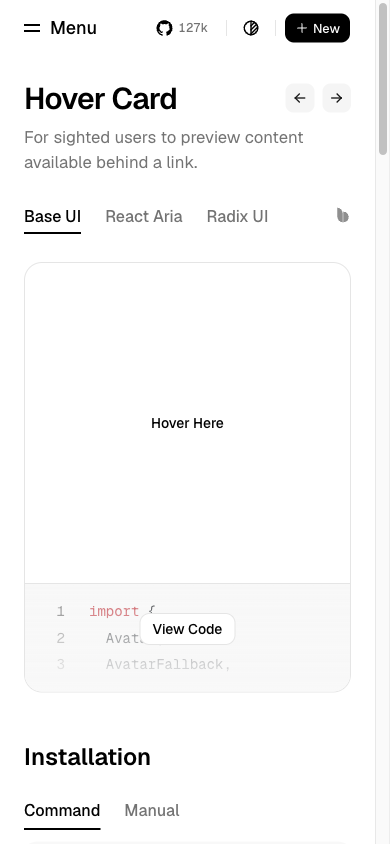 Menu
127k
New
Hover Card
For sighted users to preview content
available behind a link.
Base UI
React Aria
Radix UI
Hover Here
1 import {
2
View Code
3 AvatarFallback,
Installation
Command
Manual